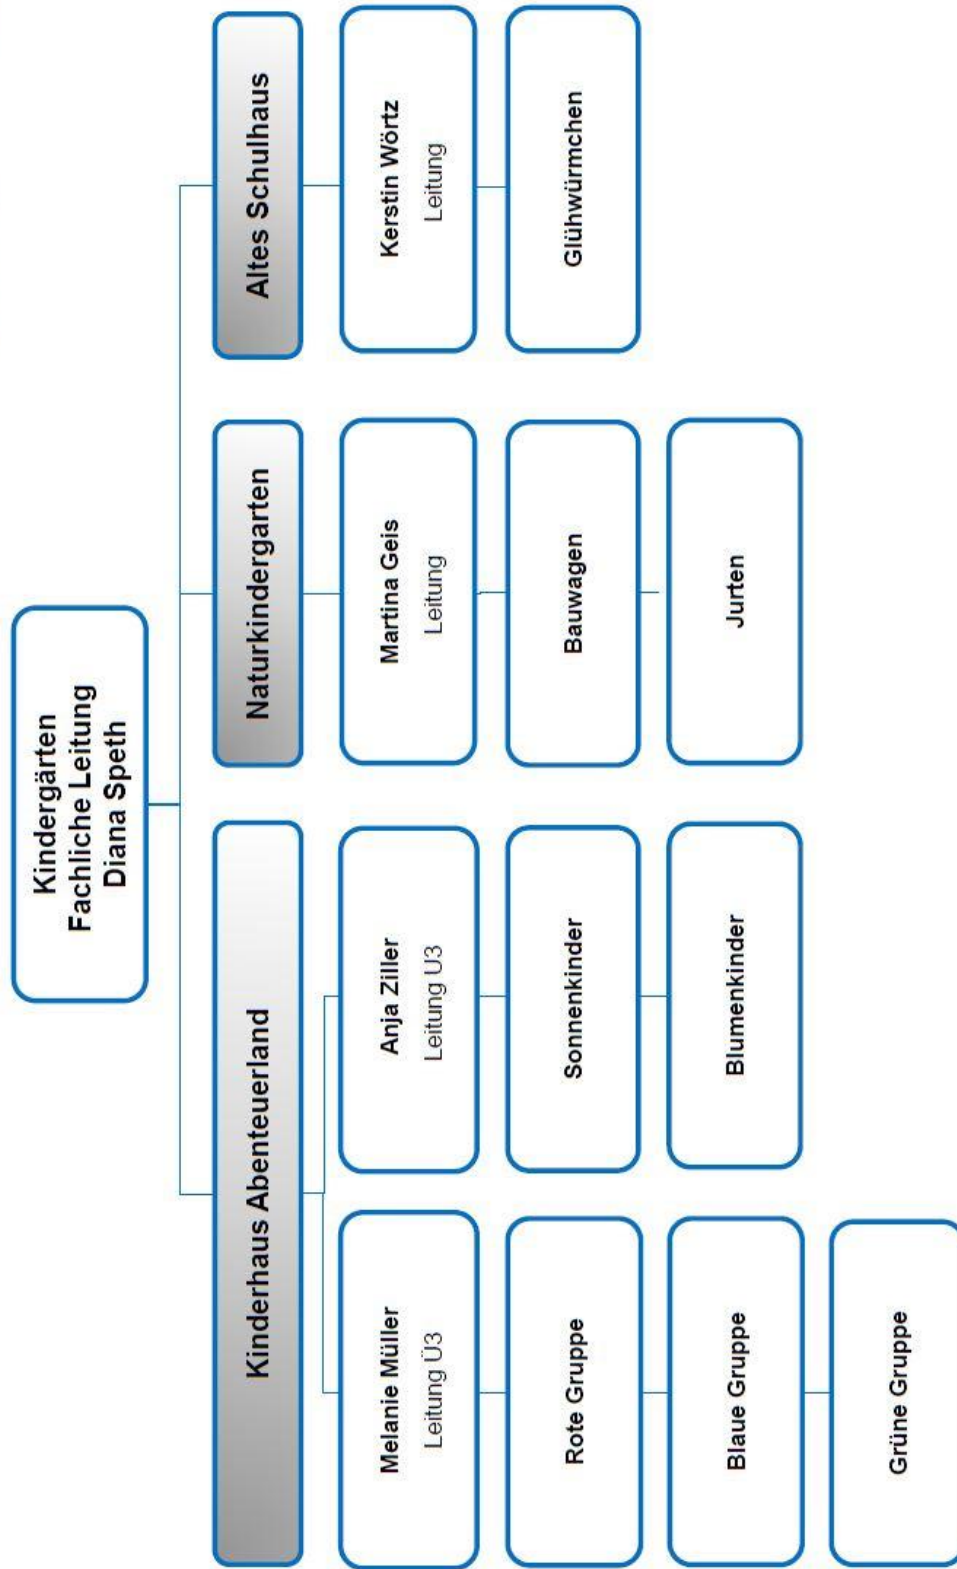 Kindergärten
Fachliche Leitung
Diana Speth
Kinderhaus Abenteuerland
Naturkindergarten
Altes Schulhaus
Melanie Müller
Leitung Ü3
Anja Ziller
Leitung U3
Martina Geis
Leitung
Kerstin Wörtz
Leitung
Rote Gruppe
Sonnenkinder
Bauwagen
Glühwürmchen
Blaue Gruppe
Blumenkinder
Jurten
Grüne Gruppe